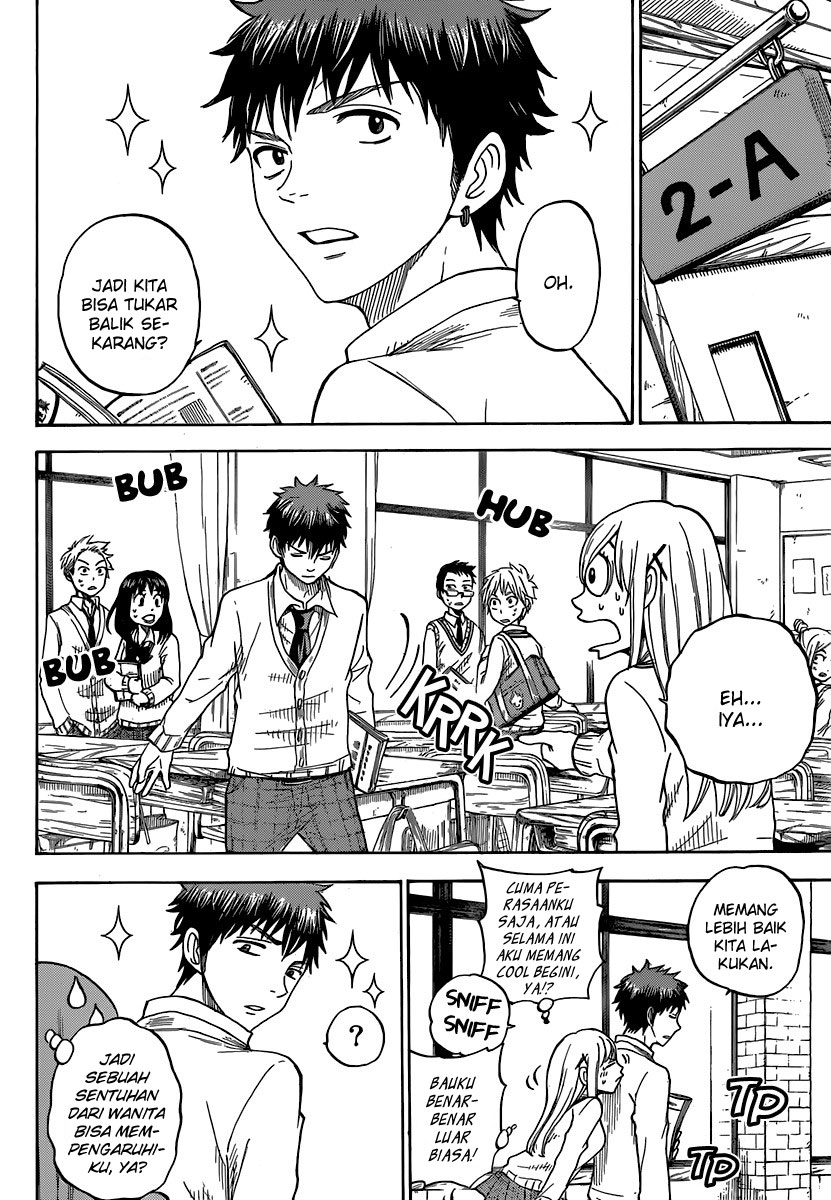 2-A
OH.
JADI KITA
BISA TUKAR
BALIK SE-
KARANG?
HUB
BUB
BUB
EH...
IYA...
KRRK
MEMANG
LEBIH BAIK
KITA LA-
KUKAN.
CUMA PE-
RASAANKU
SAJA, ATAU
SELAMA INI
AKU MEMANG
COOL BEGINI,
YA!?
SNIFF
SNIFF
BAUKU
BENAR-
BENAR
LUAR
BIASA!
TP
TP
?
JADI
SEBUAH
SENTUHAN
DARI WANITA
BISA MEM-
PENGARUHI-
KU, YA?